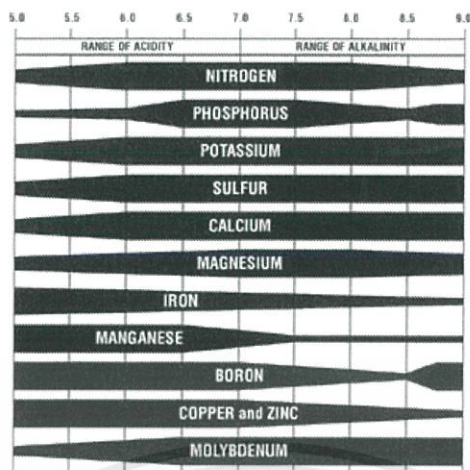 5.0 5.5 6.0 6.5 7.0 7.5 8.0 8.5 9.0
RANGE OF ACIDITY RANGE OF ALKALINITY
NITROGEN
PHOSPHORUS
POTASSIUM
SULFUR
CALCIUM
MAGNESIUM
IRON
MANGANESE
BORON
COPPER and ZINC
MOLYBDENUM